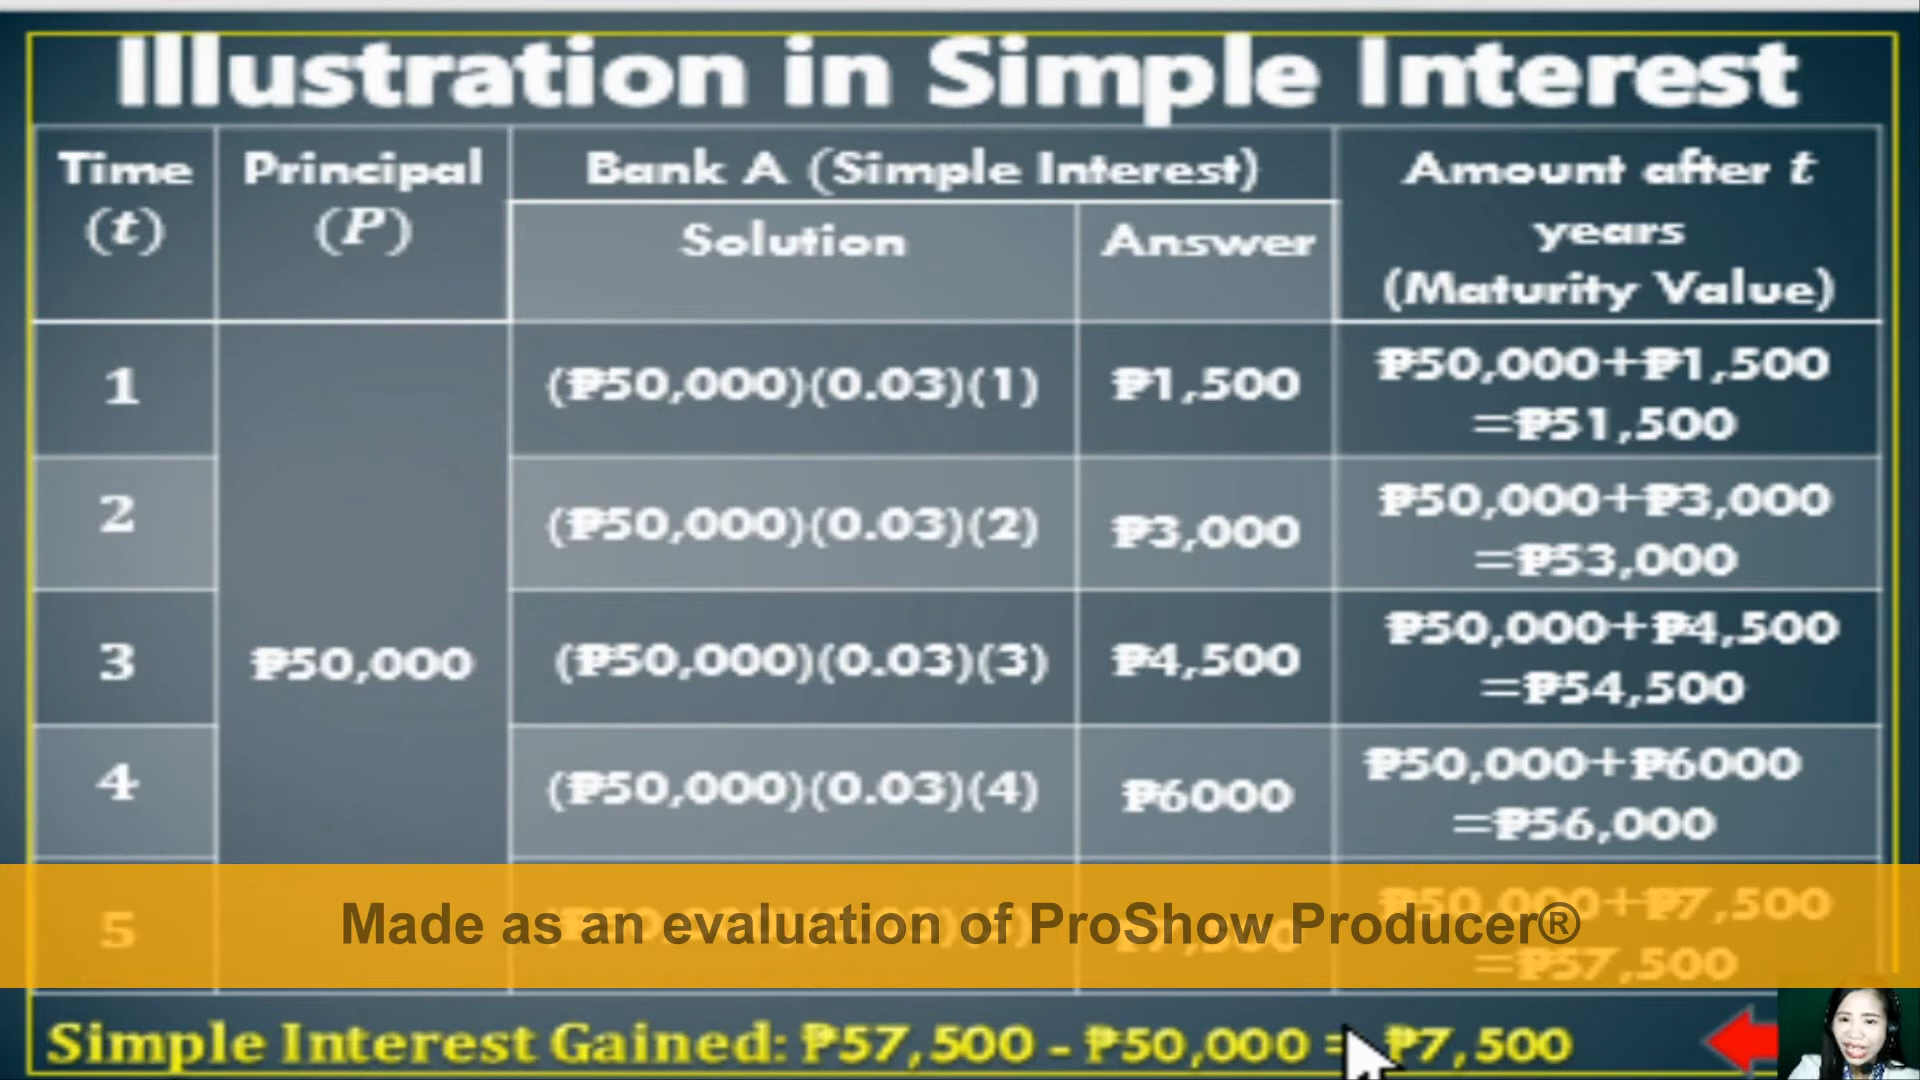 Illustration in Simple Interest
Time
(t)
Principal
(P)
Bank A (Simple Interest)
Solution
Answer
Amount after t
years
(Maturity Value)
1
₱50,000
(₱50,000)(0.03)(1)
₱1,500
₱50,000+₱1,500
=₱51,500
2
(₱50,000)(0.03)(2)
₱3,000
₱50,000+₱3,000
=₱53,000
3
(₱50,000)(0.03)(3)
₱4,500
₱50,000+₱4,500
=₱54,500
4
(₱50,000)(0.03)(4)
₱6000
₱50,000+₱6000
=₱56,000
5
₱50,000+₱7,500
=₱57,500
Made as an evaluation of ProShow Producer®
Simple Interest Gained: ₱57,500 - ₱50,000 = ₱7,500